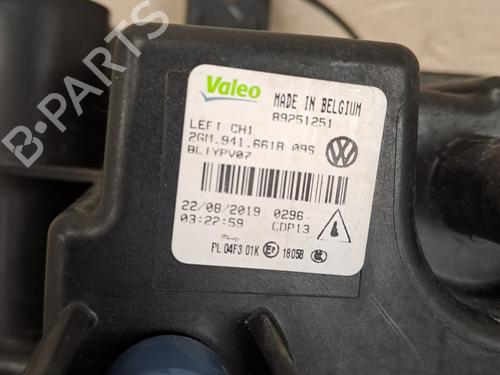 Valeo MADE IN BELGIUM
89251251
LEFT CH1
2GM.941.661B 09S
BLIYPV07
22/08/2019 0296
03:22:59 CDP13
PL 04F3 01K 18058
B-PARTS